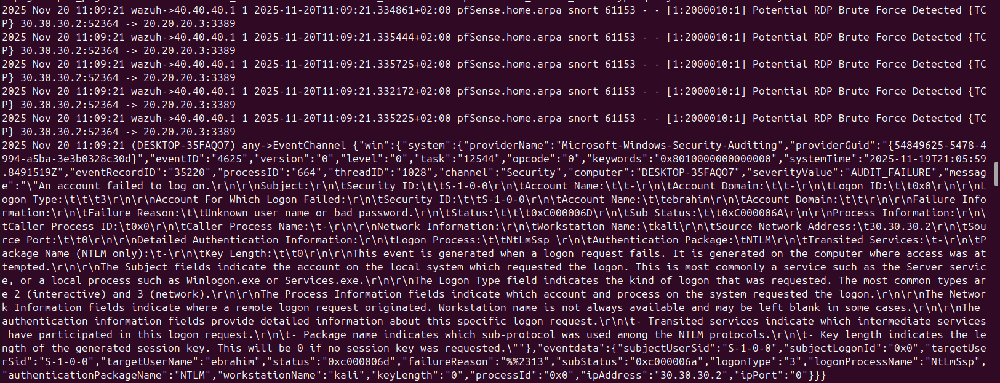 2025 Nov 20 11:09:21 wazuh->40.40.40.1 1 2025-11-20T11:09:21.334861+02:00 pfSense.home.arpa snort 61153 - - [1:2000010:1] Potential RDP Brute Force Detected {TC
P} 30.30.30.2:52364 -> 20.20.20.3:3389
2025 Nov 20 11:09:21 wazuh->40.40.40.1 1 2025-11-20T11:09:21.335444+02:00 pfSense.home.arpa snort 61153 - - [1:2000010:1] Potential RDP Brute Force Detected {TC
P} 30.30.30.2:52364 -> 20.20.20.3:3389
2025 Nov 20 11:09:21 wazuh->40.40.40.1 1 2025-11-20T11:09:21.335725+02:00 pfSense.home.arpa snort 61153 - - [1:2000010:1] Potential RDP Brute Force Detected {TC
P} 30.30.30.2:52364 -> 20.20.20.3:3389
2025 Nov 20 11:09:21 wazuh->40.40.40.1 1 2025-11-20T11:09:21.332172+02:00 pfSense.home.arpa snort 61153 - - [1:2000010:1] Potential RDP Brute Force Detected {TC
P} 30.30.30.2:52364 -> 20.20.20.3:3389
2025 Nov 20 11:09:21 wazuh->40.40.40.1 1 2025-11-20T11:09:21.335225+02:00 pfSense.home.arpa snort 61153 - - [1:2000010:1] Potential RDP Brute Force Detected {TC
P} 30.30.30.2:52364 -> 20.20.20.3:3389
2025 Nov 20 11:09:21 (DESKTOP-35FAQO7) any->EventChannel {"win":{"system":{"providerName":"Microsoft-Windows-Security-Auditing","providerGuid":"{54849625-5478-4
994-a5ba-3e3b0328c30d}","eventID":"4625","version":"0","level":"0","task":"12544","opcode":"0","keywords":"0x8010000000000000","systemTime":"2025-11-19T21:05:59
.8491519Z","eventRecordID":"35220","processID":"664","threadID":"1028","channel":"Security","computer":"DESKTOP-35FAQO7","severityValue":"AUDIT_FAILURE","messag
e":"\"An account failed to log on.\r\n\r\nSubject:\r\n\tSecurity ID:\t\tS-1-0-0\r\n\tAccount Name:\t\t-\r\n\tAccount Domain:\t\t-\r\n\tLogon ID:\t\t0x0\r\n\r\nL
ogon Type:\t\t\t3\r\n\r\nAccount For Which Logon Failed:\r\n\tSecurity ID:\t\tS-1-0-0\r\n\tAccount Name:\t\tebrahim\r\n\tAccount Domain:\t\t\r\n\r\nFailure Info
rmation:\r\n\tFailure Reason:\t\tUnknown user name or bad password.\r\n\tStatus:\t\t\t0xC000006D\r\n\tSub Status:\t\t0xC000006A\r\n\r\nProcess Information:\r\n\
tCaller Process ID:\t0x0\r\n\tCaller Process Name:\t-\r\n\r\nNetwork Information:\r\n\tWorkstation Name:\tkali\r\n\tSource Network Address:\t30.30.30.2\r\n\tSou
rce Port:\t\t0\r\n\r\nDetailed Authentication Information:\r\n\tLogon Process:\t\tNtLmSsp \r\n\tAuthentication Package:\tNTLM\r\n\tTransited Services:\t-\r\n\tP
ackage Name (NTLM only):\t-\r\n\tKey Length:\t\t0\r\n\r\nThis event is generated when a logon request fails. It is generated on the computer where access was at
tempted.\r\n\r\nThe Subject fields indicate the account on the local system which requested the logon. This is most commonly a service such as the Server servic
e, or a local process such as Winlogon.exe or Services.exe.\r\n\r\nThe Logon Type field indicates the kind of logon that was requested. The most common types ar
e 2 (interactive) and 3 (network).\r\n\r\nThe Process Information fields indicate which account and process on the system requested the logon.\r\n\r\nThe Networ
k Information fields indicate where a remote logon request originated. Workstation name is not always available and may be left blank in some cases.\r\n\r\nThe
authentication information fields provide detailed information about this specific logon request.\r\n\t- Transited services indicate which intermediate services
have participated in this logon request.\r\n\t- Package name indicates which sub-protocol was used among the NTLM protocols.\r\n\t- Key length indicates the le
ngth of the generated session key. This will be 0 if no session key was requested.\""},"eventdata":{"subjectUserSid":"S-1-0-0","subjectLogonId":"0x0","targetUse
rSid":"S-1-0-0","targetUserName":"ebrahim","status":"0xc000006d","failureReason":"%%2313","subStatus":"0xc000006a","logonType":"3","logonProcessName":"NtLmSsp",
"authenticationPackageName":"NTLM","workstationName":"kali","keyLength":"0","processId":"0x0","ipAddress":"30.30.30.2","ipPort":"0"}}}